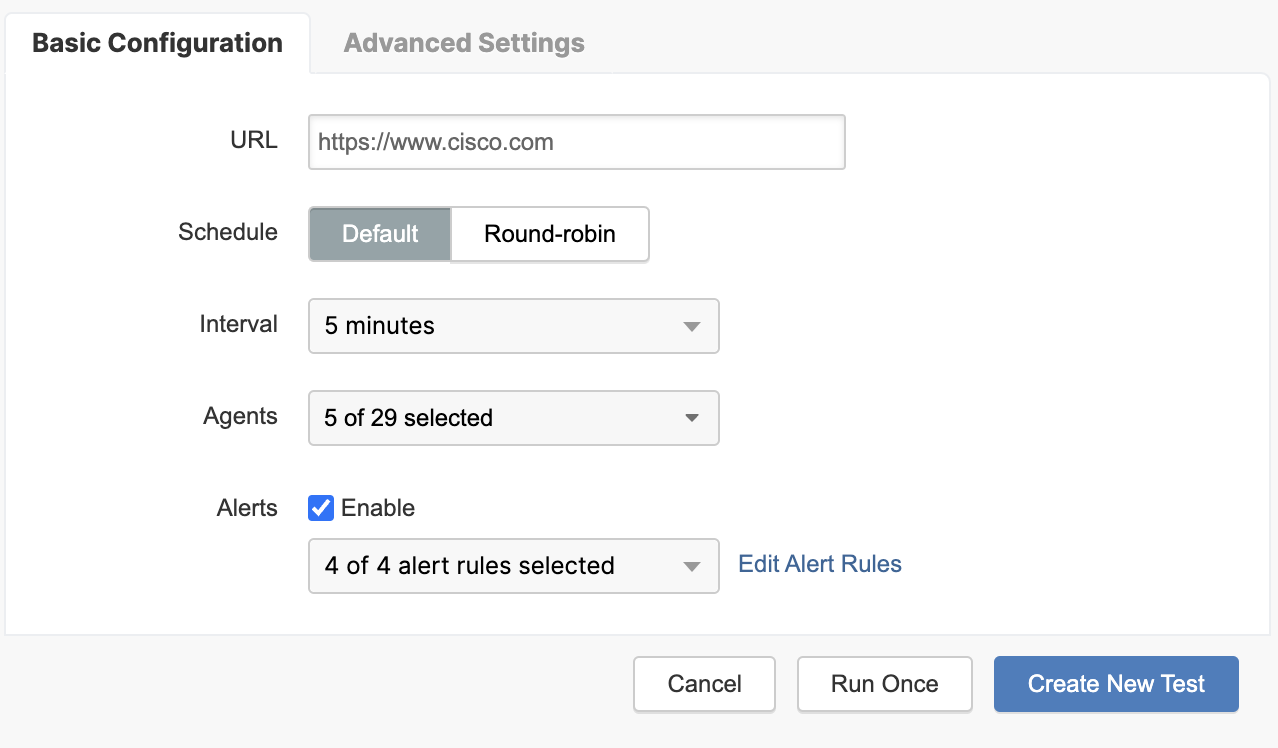 Basic Configuration Advanced Settings
URL https://www.cisco.com
Schedule Default Round-robin
Interval 5 minutes
Agents 5 of 29 selected
Alerts Enable
4 of 4 alert rules selected Edit Alert Rules
Cancel Run Once Create New Test